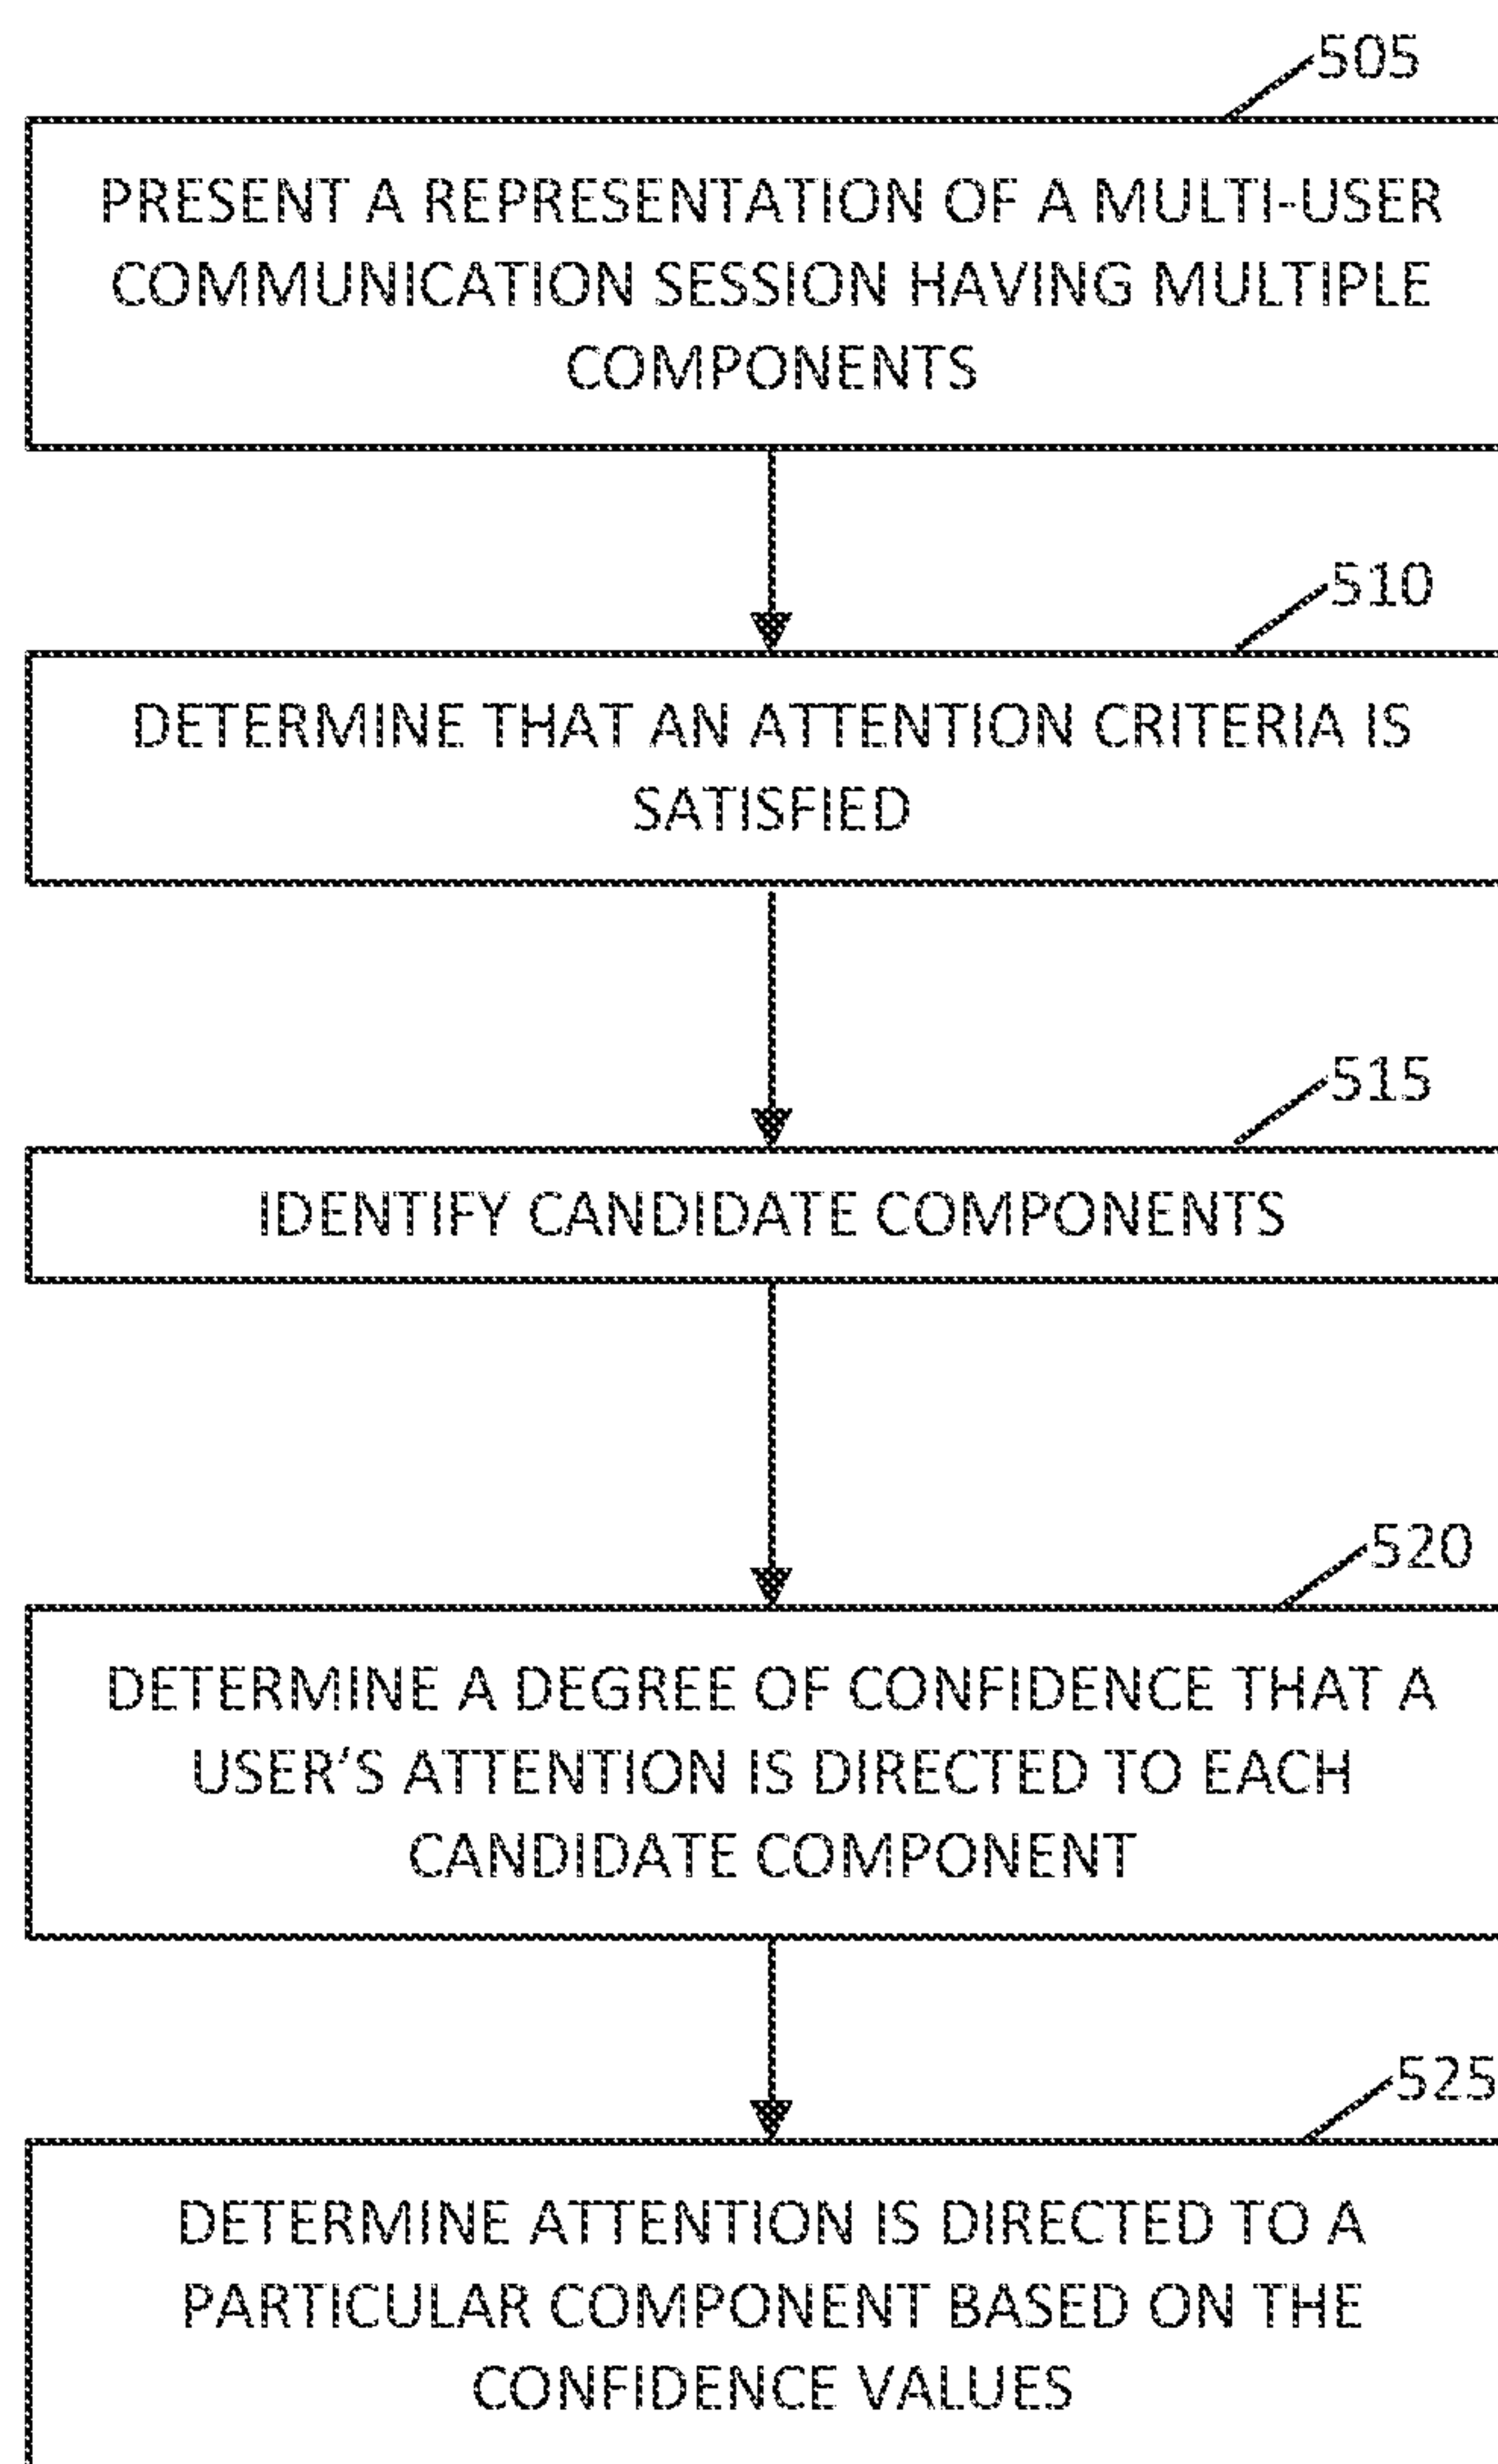 505
PRESENT A REPRESENTATION OF A MULTI-USER
COMMUNICATION SESSION HAVING MULTIPLE
COMPONENTS
510
DETERMINE THAT AN ATTENTION CRITERIA IS
SATISFIED
515
IDENTIFY CANDIDATE COMPONENTS
520
DETERMINE A DEGREE OF CONFIDENCE THAT A
USER'S ATTENTION IS DIRECTED TO EACH
CANDIDATE COMPONENT
525
DETERMINE ATTENTION IS DIRECTED TO A
PARTICULAR COMPONENT BASED ON THE
CONFIDENCE VALUES